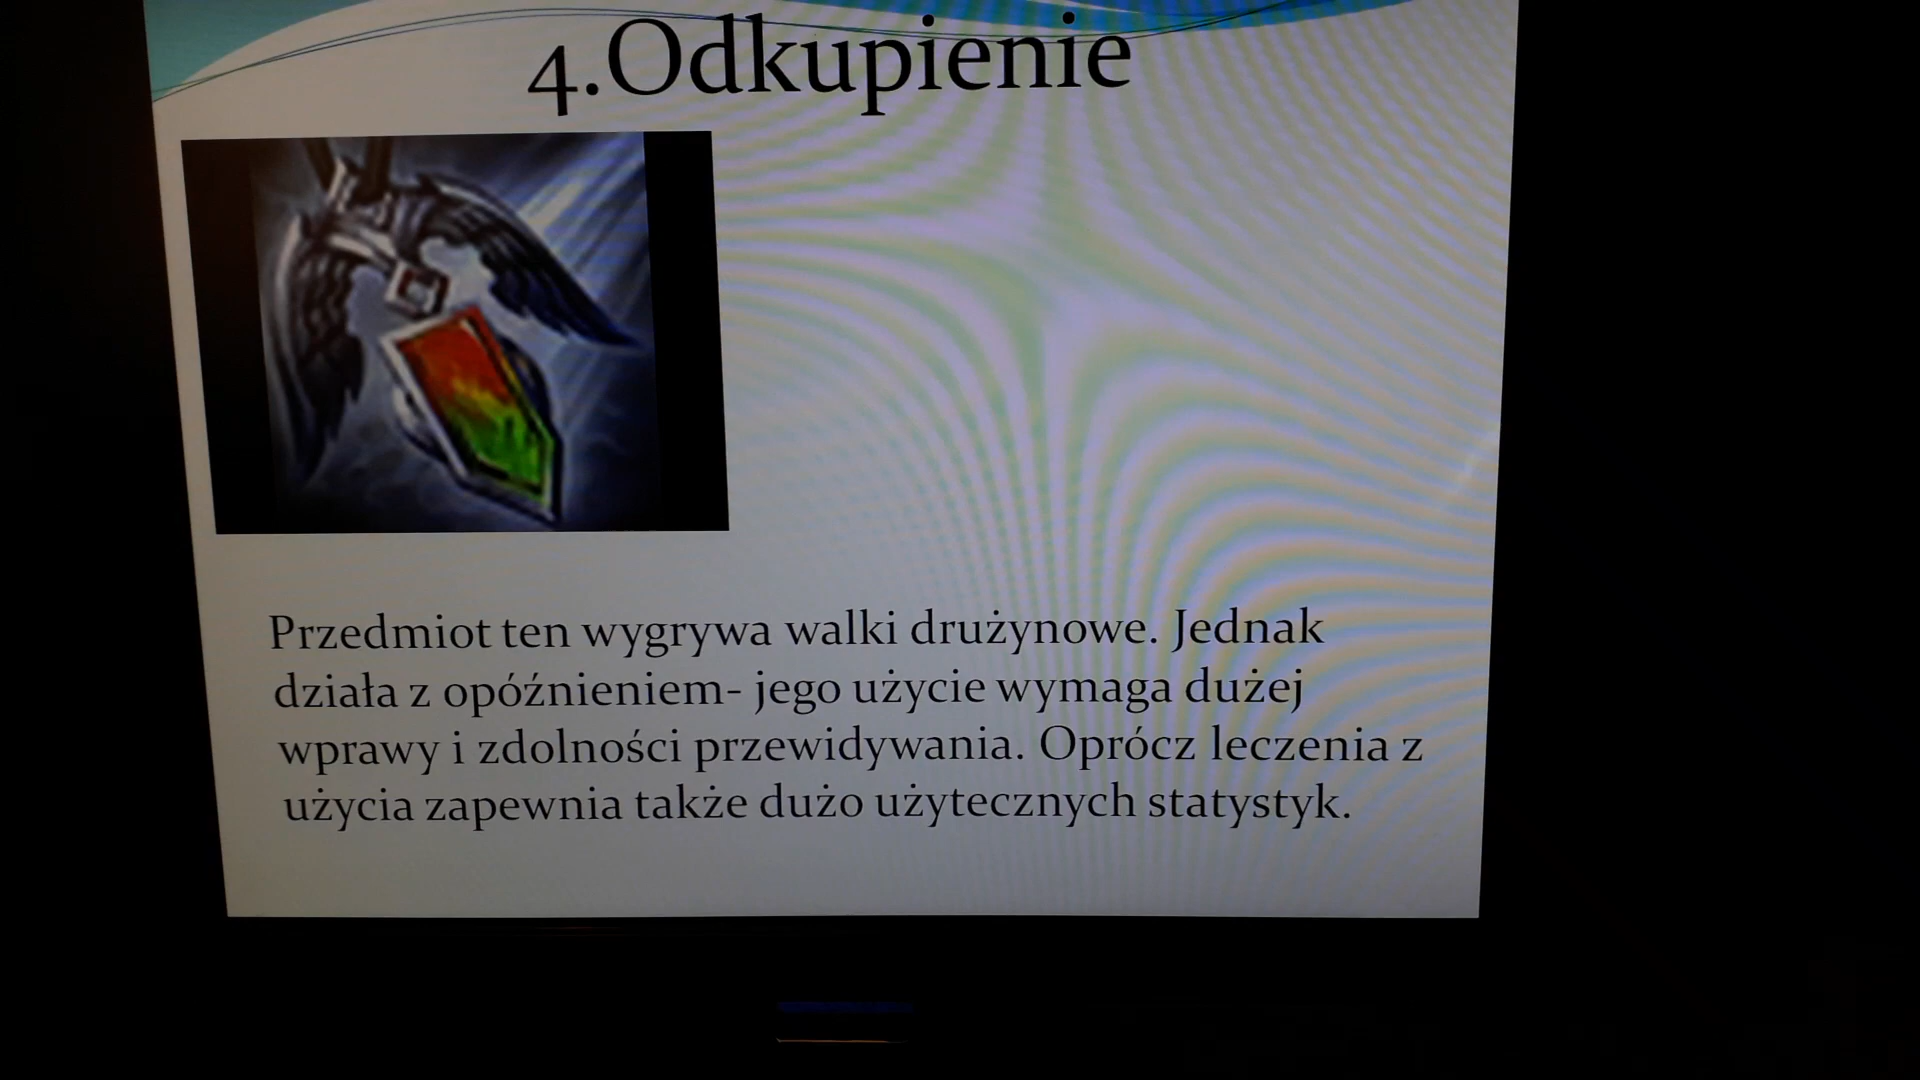 4.Odkupienie
Przedmiot ten wygrywa walki drużynowe. Jednak
działa z opóźnieniem- jego użycie wymaga dużej
wprawy i zdolności przewidywania. Oprócz leczenia z
użycia zapewnia także dużo użytecznych statystyk.